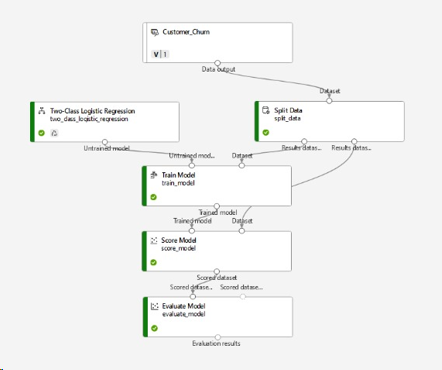 Customer_Churn
V 1
Data output
Dataset
Two-Class Logistic Regression
two_class_logistic_regression
Untrained model
Split Data
split_data
Results datas...
Results datas...
Untrained mod...
Dataset
Train Model
train_model
Trained model
Trained model
Dataset
Score Model
score_model
Scored dataset
Scored datase...
Scored datase...
Evaluate Model
evaluate_model
Evaluation results